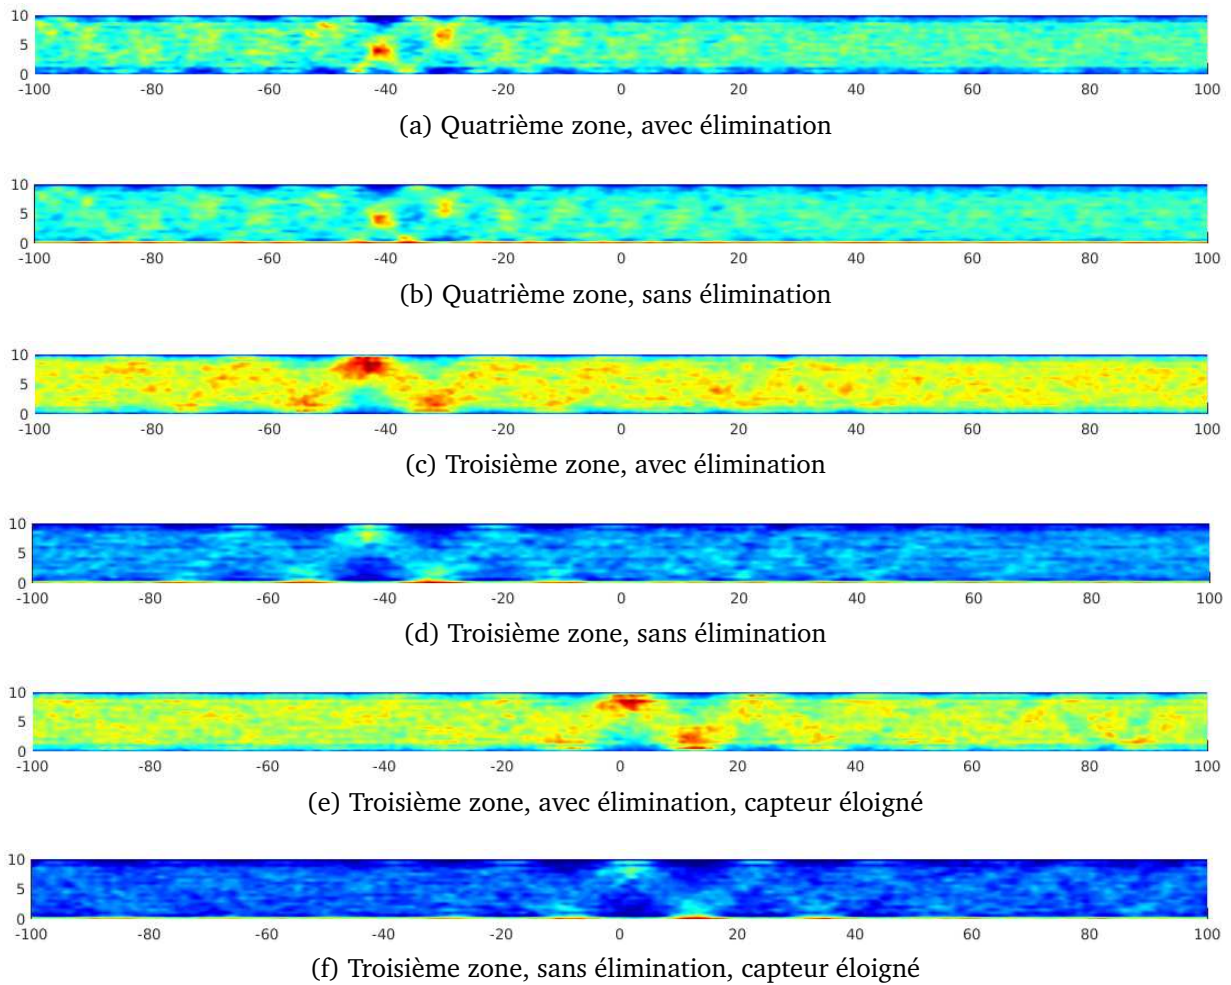 10
5
0
-100 -80 -60 -40 -20 0 20 40 60 80 100
(a) Quatrième zone, avec élimination
10
5
0
-100 -80 -60 -40 -20 0 20 40 60 80 100
(b) Quatrième zone, sans élimination
10
5
0
-100 -80 -60 -40 -20 0 20 40 60 80 100
(c) Troisième zone, avec élimination
10
5
0
-100 -80 -60 -40 -20 0 20 40 60 80 100
(d) Troisième zone, sans élimination
10
5
0
-100 -80 -60 -40 -20 0 20 40 60 80 100
(e) Troisième zone, avec élimination, capteur éloigné
10
5
0
-100 -80 -60 -40 -20 0 20 40 60 80 100
(f) Troisième zone, sans élimination, capteur éloigné